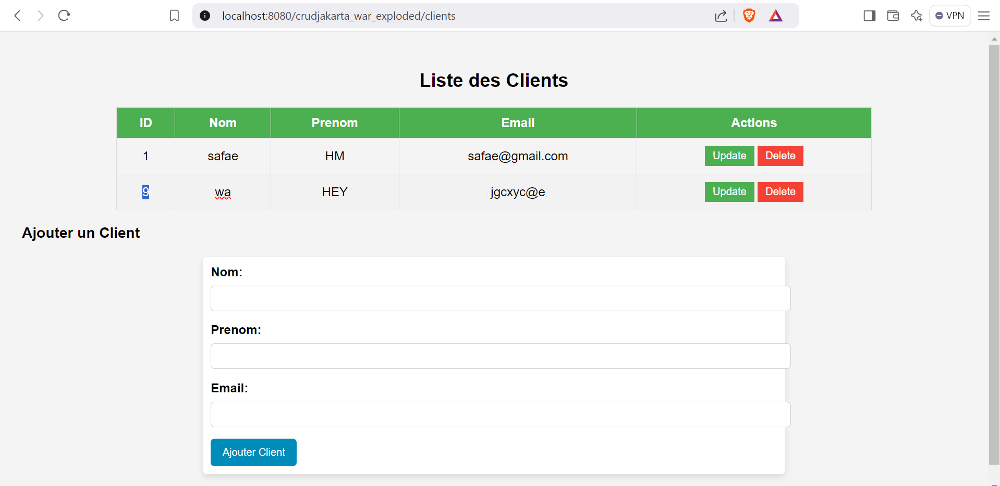 localhost:8080/crudjakarta_war_exploded/clients
VPN
Liste des Clients
ID Nom Prenom Email Actions
1 safae HM safae@gmail.com Update Delete
9 wa HEY jgcxyc@e Update Delete
Ajouter un Client
Nom:
Prenom:
Email:
Ajouter Client